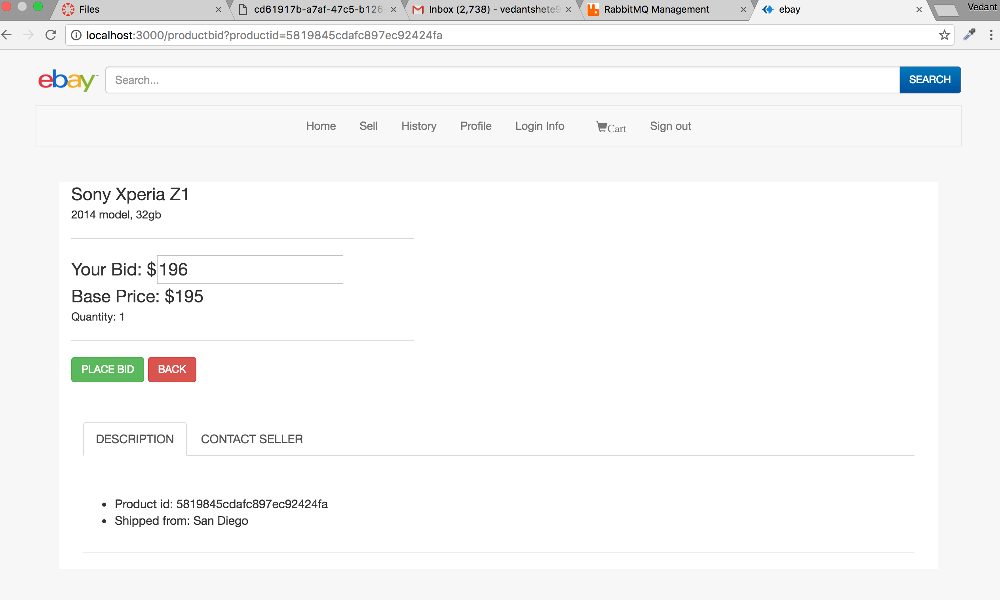 Files
cd61917b-a7af-47c5-b126-
Inbox (2,738) - vedantshete9
RabbitMQ Management
ebay
Vedant
localhost:3000/productbid?productid=5819845cdafc897ec92424fa
ebay™
Search...
SEARCH
Home
Sell
History
Profile
Login Info
Cart
Sign out
Sony Xperia Z1
2014 model, 32gb
Your Bid: $196
Base Price: $195
Quantity: 1
PLACE BID
BACK
DESCRIPTION
CONTACT SELLER
• Product id: 5819845cdafc897ec92424fa
• Shipped from: San Diego